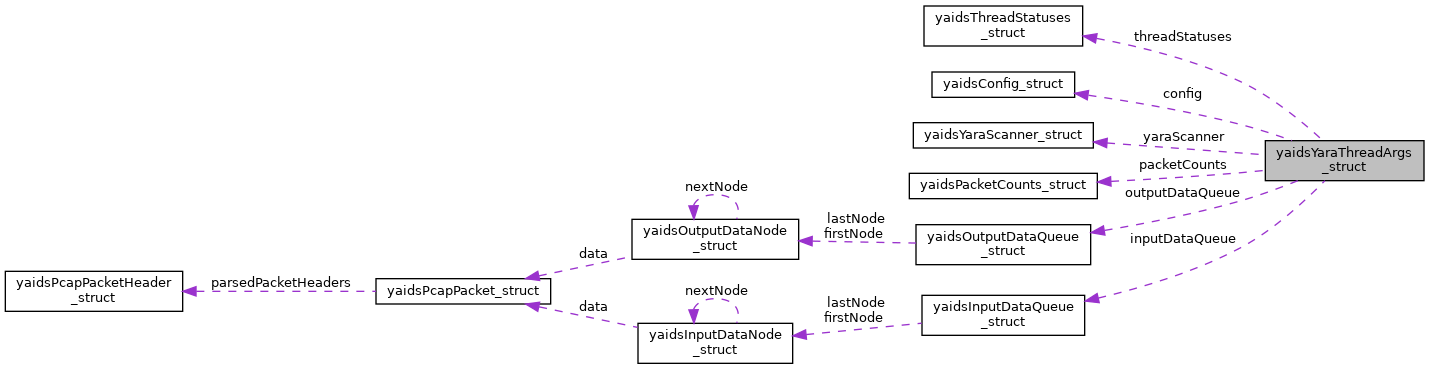 yaidsThreadStatuses
_struct
threadStatuses
yaidsConfig_struct
config
yaidsYaraScanner_struct
yaraScanner
yaidsYaraThreadArgs
_struct
packetCounts
yaidsPacketCounts_struct
outputDataQueue
nextNode
yaidsOutputDataNode
_struct
lastNode
firstNode
yaidsOutputDataQueue
_struct
inputDataQueue
data
yaidsPcapPacketHeader
_struct
parsedPacketHeaders
yaidsPcapPacket_struct
nextNode
data
yaidsInputDataNode
_struct
lastNode
firstNode
yaidsInputDataQueue
_struct